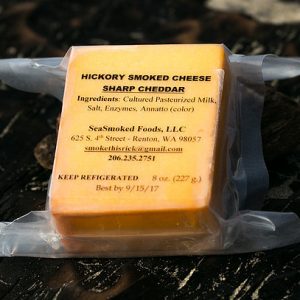 HICKORY SMOKED CHEESE
SHARP CHEDDAR
Ingredients: Cultured Pasteurized Milk,
Salt, Enzymes, Annatto (color)
SeaSmoked Foods, LLC
625 S. 4th Street - Renton, WA 98057
smokethisrick@gmail.com
206.235.2751
KEEP REFIGERATED 8 oz. (227 g.)
Best by 9/15/17